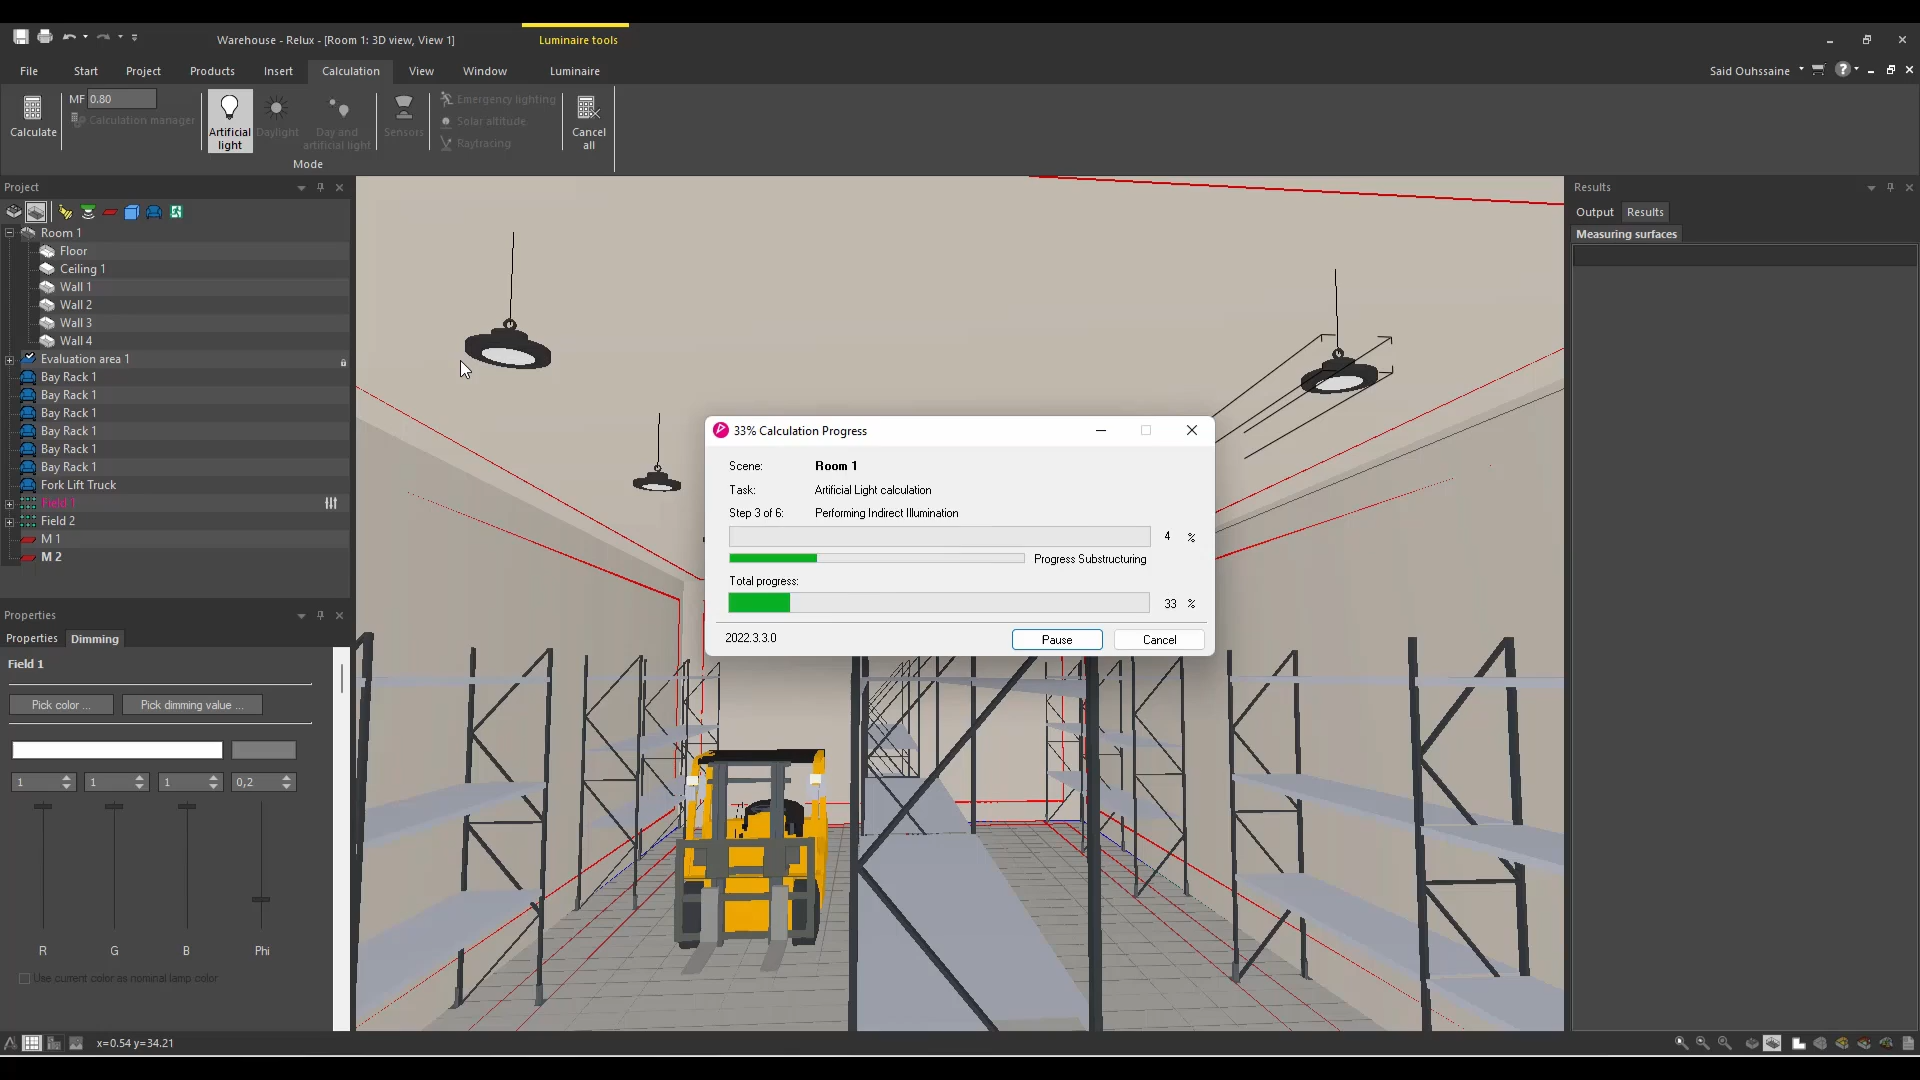 Warehouse - Relux - [Room 1: 3D view, View 1]
Luminaire tools
File
Start
Project
Products
Insert
Calculation
View
Window
Luminaire
Said Ouhssaine
Calculate
MF 0.80
Calculation manager
Artificial
light
Daylight
Day and
artificial light
Sensors
Emergency lighting
Solar altitude
Raytracing
Cancel
all
Mode
Project
Room 1
Floor
Ceiling 1
Wall 1
Wall 2
Wall 3
Wall 4
Evaluation area 1
Bay Rack 1
Bay Rack 1
Bay Rack 1
Bay Rack 1
Bay Rack 1
Bay Rack 1
Fork Lift Truck
Field 1
Field 2
M 1
M 2
Properties
Properties
Dimming
Field 1
Pick color ...
Pick dimming value ...
1
1
1
0,2
R
G
B
Phi
Use current color as nominal lamp color
x=0.54 y=34.21
33% Calculation Progress
Scene: Room 1
Task: Artificial Light calculation
Step 3 of 6: Performing Indirect Illumination
4 %
Progress Substructuring
Total progress:
33 %
2022.3.3.0
Pause
Cancel
Results
Output
Results
Measuring surfaces